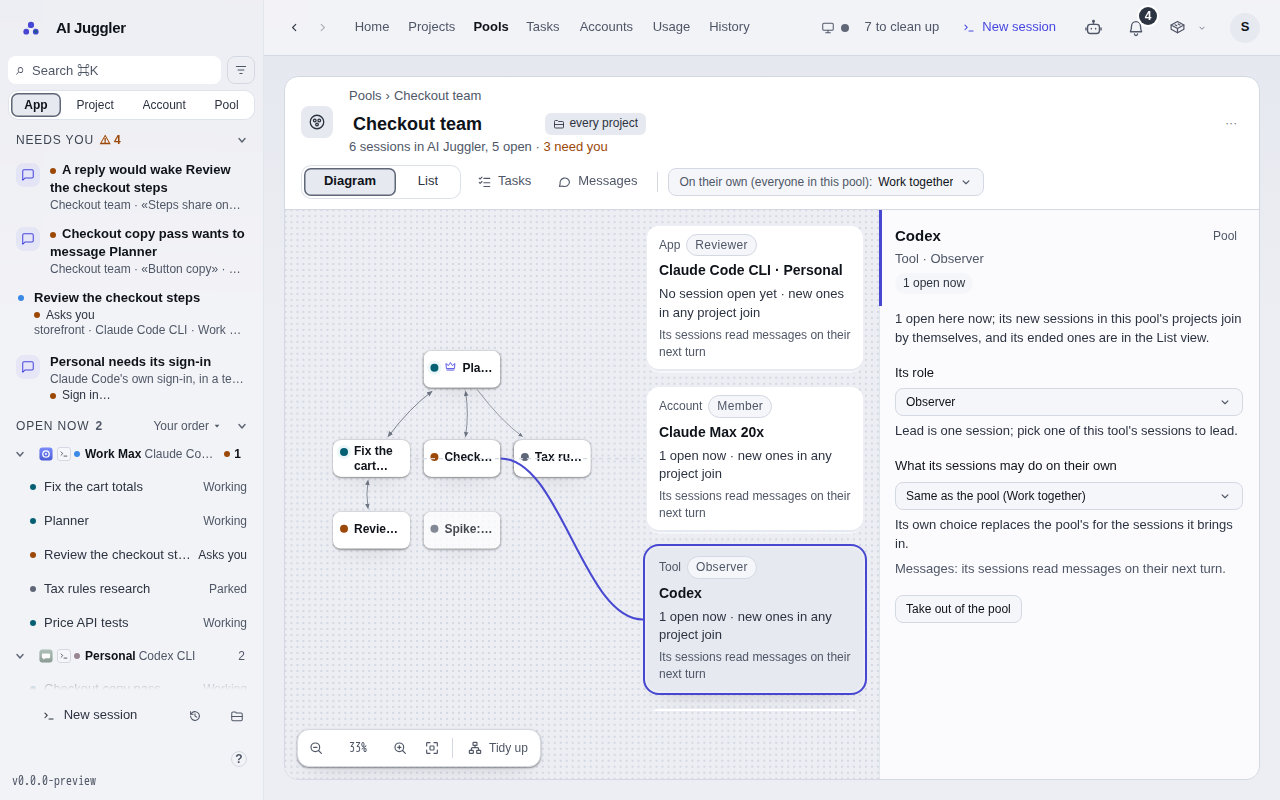 AI Juggler
Search ⌘K
App Project Account Pool
NEEDS YOU 4
A reply would wake Review the checkout steps
Checkout team · «Steps share on…
Checkout copy pass wants to message Planner
Checkout team · «Button copy» · …
Review the checkout steps
Asks you
storefront · Claude Code CLI · Work …
Personal needs its sign-in
Claude Code's own sign-in, in a te…
Sign in…
OPEN NOW 2 Your order
Work Max Claude Co… 1
Fix the cart totals Working
Planner Working
Review the checkout st… Asks you
Tax rules research Parked
Price API tests Working
Personal Codex CLI 2
Checkout copy pass Working
New session
?
v0.0.0-preview
Home Projects Pools Tasks Accounts Usage History
7 to clean up
New session
4
S
Pools › Checkout team
Checkout team every project
6 sessions in AI Juggler, 5 open · 3 need you
Diagram List Tasks Messages
On their own (everyone in this pool): Work together
Pla…
Fix the cart…
Check…
Tax ru…
Revie…
Spike:…
App Reviewer
Claude Code CLI · Personal
No session open yet · new ones
in any project join
Its sessions read messages on their
next turn
Account Member
Claude Max 20x
1 open now · new ones in any
project join
Its sessions read messages on their
next turn
Tool Observer
Codex
1 open now · new ones in any
project join
Its sessions read messages on their
next turn
33%
Tidy up
Codex Pool
Tool · Observer
1 open now
1 open here now; its new sessions in this pool's projects join
by themselves, and its ended ones are in the List view.
Its role
Observer
Lead is one session; pick one of this tool's sessions to lead.
What its sessions may do on their own
Same as the pool (Work together)
Its own choice replaces the pool's for the sessions it brings
in.
Messages: its sessions read messages on their next turn.
Take out of the pool